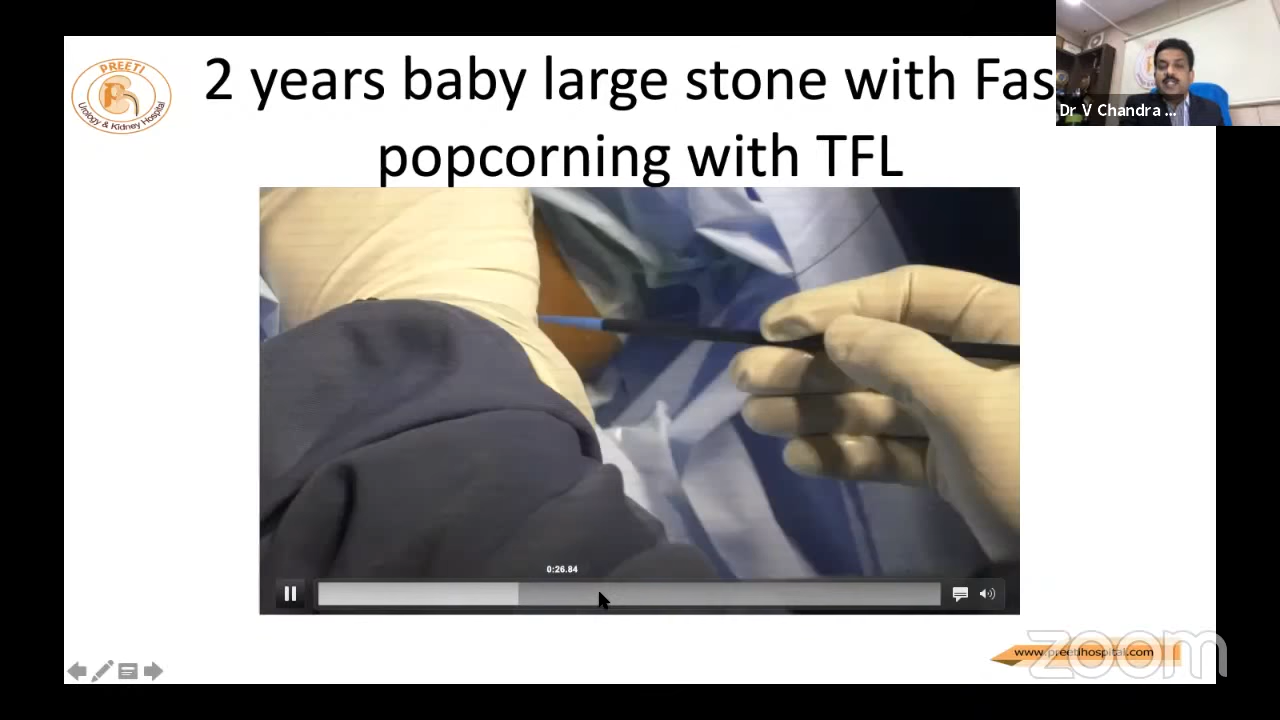 PREETI
Urology & Kidney Hospital
2 years baby large stone with Fas
popcorning with TFL
Dr V Chandra ...
0:26.84
www.preetihospital.com
zoom